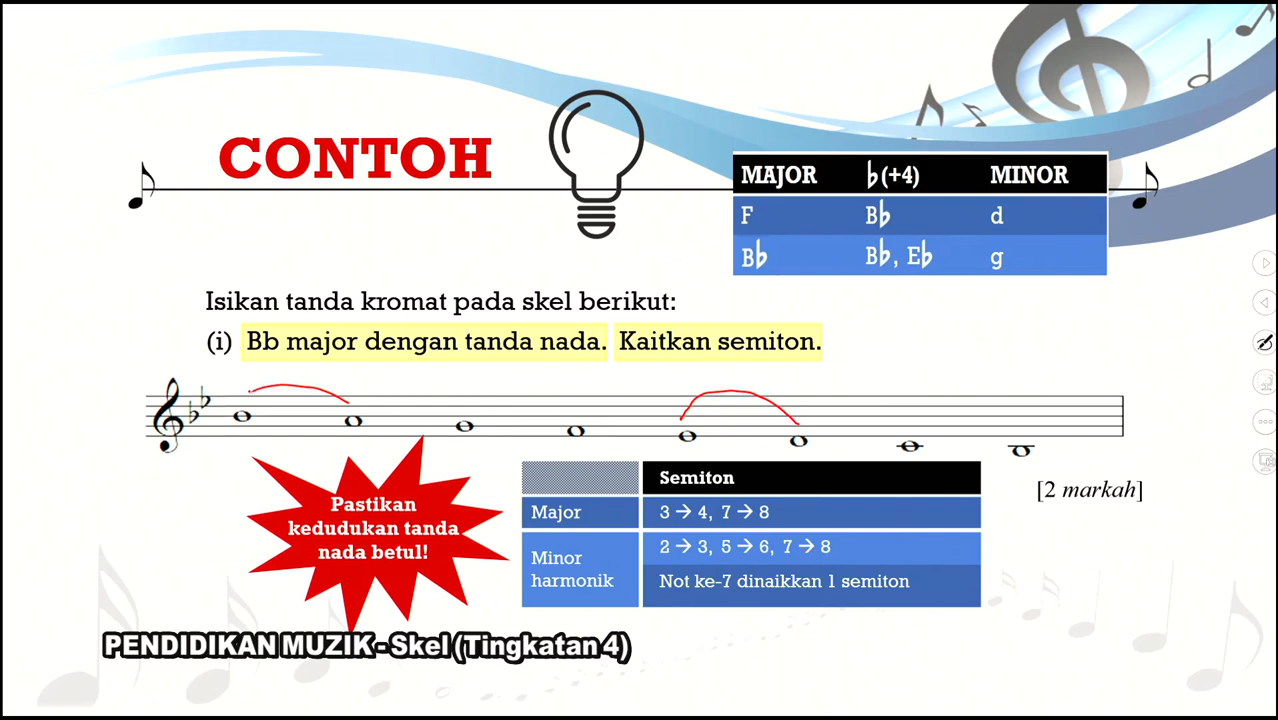 CONTOH
MAJOR ♭(+4) MINOR
F B♭ d
B♭ B♭, E♭ g
Isikan tanda kromat pada skel berikut:
(i) Bb major dengan tanda nada. Kaitkan semiton.
[2 markah]
Pastikan
kedudukan tanda
nada betul!
Semiton
Major 3 → 4, 7 → 8
Minor
harmonik
2 → 3, 5 → 6, 7 → 8
Not ke-7 dinaikkan 1 semiton
PENDIDIKAN MUZIK - Skel (Tingkatan 4)